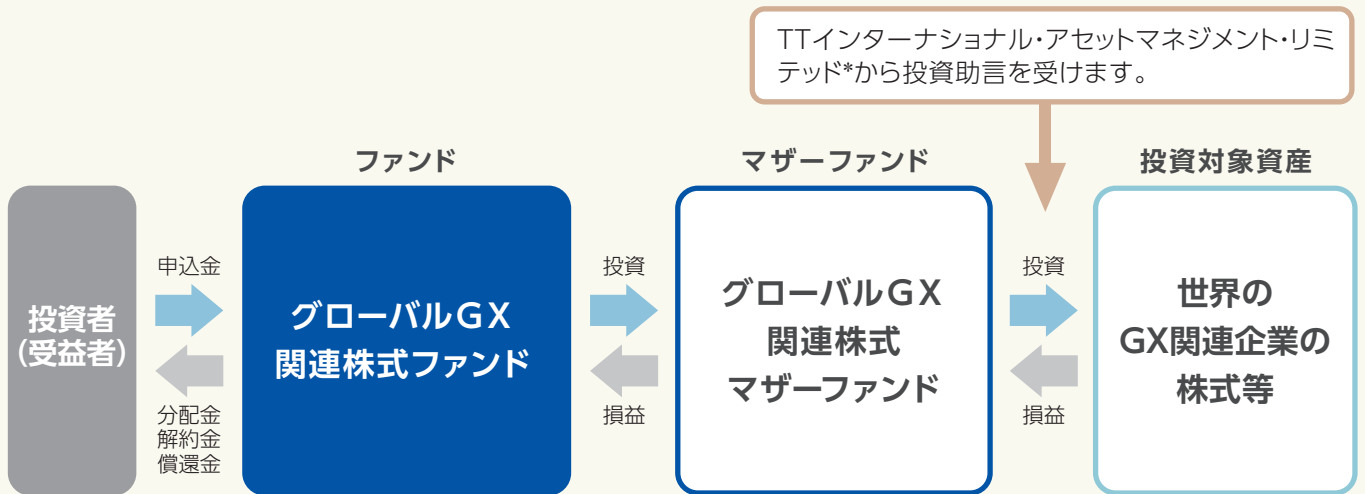 TTインターナショナル・アセットマネジメント・リミ
テッド*から投資助言を受けます。
ファンド
マザーファンド
投資対象資産
投資者
(受益者)
申込金
分配金
解約金
償還金
グローバルGX
関連株式ファンド
投資
損益
グローバルGX
関連株式
マザーファンド
投資
損益
世界の
GX関連企業の
株式等